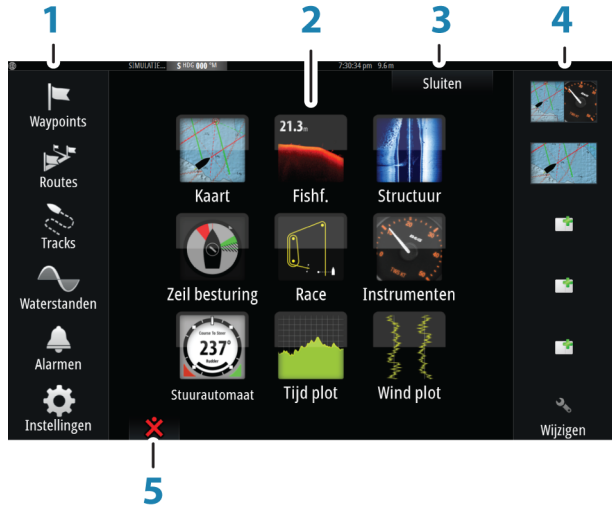 1 2 3 4
SIMULATIE... S HDG 000 °M 7:30:34 pm 9.6 m
Sluiten
Waypoints
Routes
Tracks
Waterstanden
Alarmen
Instellingen
21.3m
Kaart Fishf. Structuur
Zeil besturing Race Instrumenten
237°
Stuurautomaat Tijd plot Wind plot
Wijzigen
5